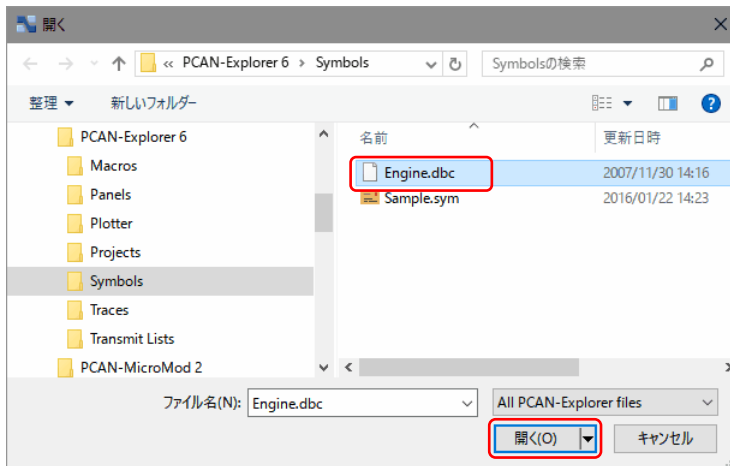 開く
« PCAN-Explorer 6 › Symbols
Symbolsの検索
整理 新しいフォルダー
PCAN-Explorer 6
Macros
Panels
Plotter
Projects
Symbols
Traces
Transmit Lists
PCAN-MicroMod 2
名前 更新日時
Engine.dbc 2007/11/30 14:16
Sample.sym 2016/01/22 14:23
ファイル名(N): Engine.dbc All PCAN-Explorer files
開く(O) キャンセル